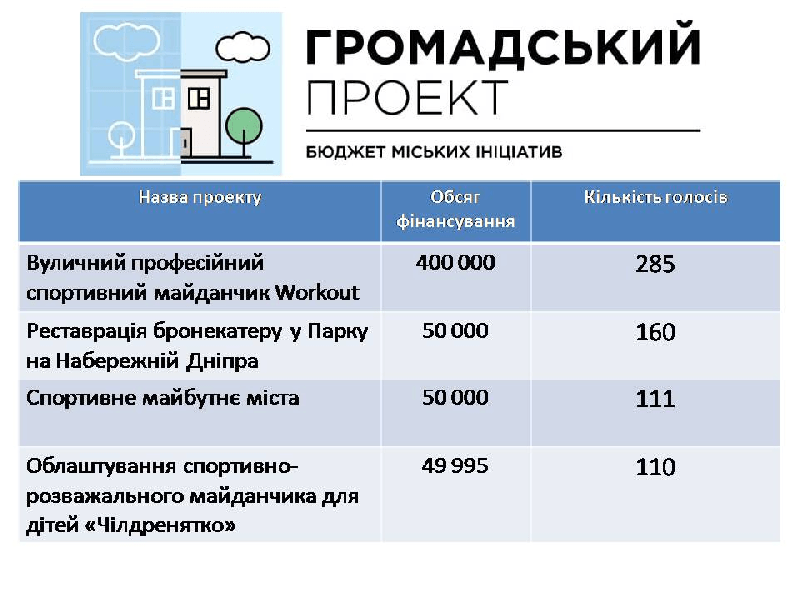 ГРОМАДСЬКИЙ
ПРОЕКТ
БЮДЖЕТ МІСЬКИХ ІНІЦІАТИВ
Назва проекту
Обсяг
фінансування
Кількість голосів
Вуличний професійний
спортивний майданчик Workout
400 000
285
Реставрація бронекатеру у Парку
на Набережній Дніпра
50 000
160
Спортивне майбутнє міста
50 000
111
Облаштування спортивно-
розважального майданчика для
дітей «Чілдренятко»
49 995
110